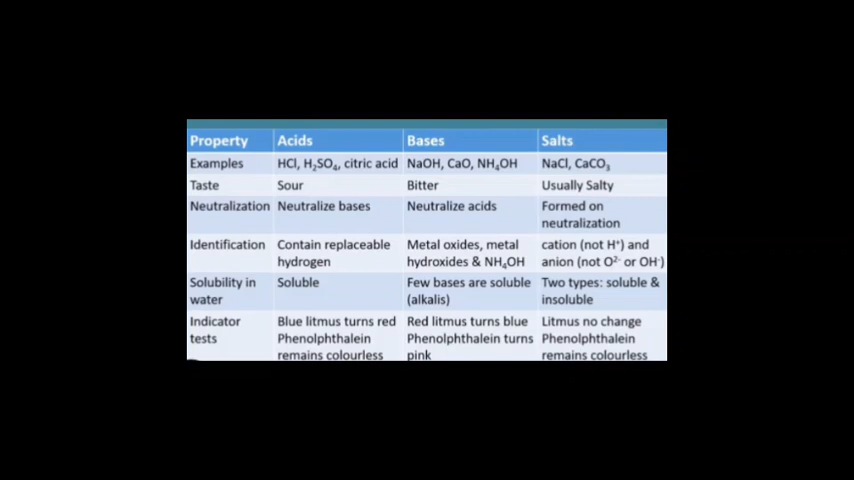 Property Acids Bases Salts
Examples HCl, H₂SO₄, citric acid NaOH, CaO, NH₄OH NaCl, CaCO₃
Taste Sour Bitter Usually Salty
Neutralization Neutralize bases Neutralize acids Formed on
neutralization
Identification Contain replaceable Metal oxides, metal cation (not H⁺) and
hydrogen hydroxides & NH₄OH anion (not O²⁻ or OH⁻)
Solubility in Soluble Few bases are soluble Two types: soluble &
water (alkalis) insoluble
Indicator Blue litmus turns red Red litmus turns blue Litmus no change
tests Phenolphthalein Phenolphthalein turns Phenolphthalein
remains colourless pink remains colourless